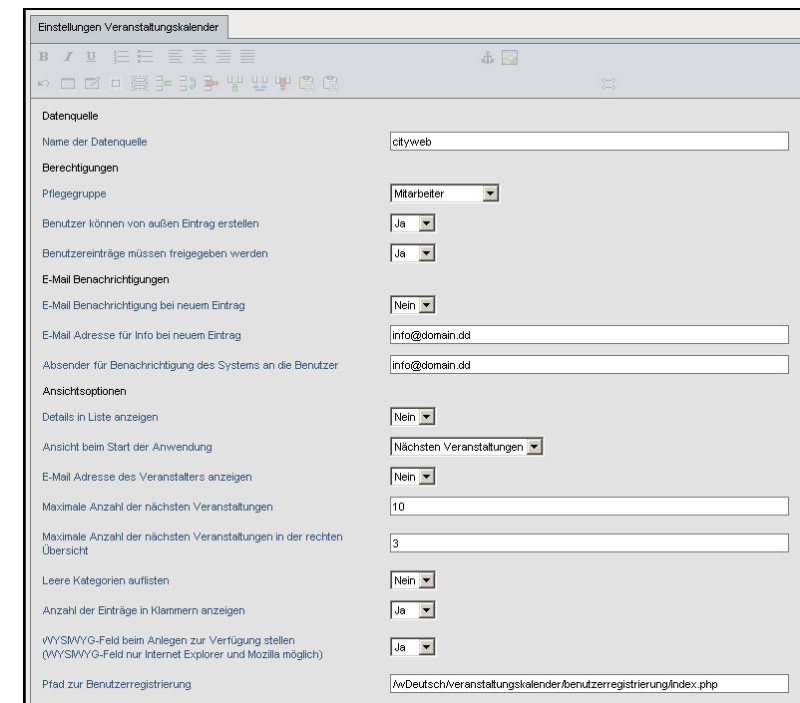 Einstellungen Veranstaltungskalender
B I U
Datenquelle
Name der Datenquelle cityweb
Berechtigungen
Pflegegruppe Mitarbeiter
Benutzer können von außen Eintrag erstellen Ja
Benutzereinträge müssen freigegeben werden Ja
E-Mail Benachrichtigungen
E-Mail Benachrichtigung bei neuem Eintrag Nein
E-Mail Adresse für Info bei neuem Eintrag info@domain.dd
Absender für Benachrichtigung des Systems an die Benutzer info@domain.dd
Ansichtsoptionen
Details in Liste anzeigen Nein
Ansicht beim Start der Anwendung Nächsten Veranstaltungen
E-Mail Adresse des Veranstalters anzeigen Nein
Maximale Anzahl der nächsten Veranstaltungen 10
Maximale Anzahl der nächsten Veranstaltungen in der rechten
Übersicht 3
Leere Kategorien auflisten Nein
Anzahl der Einträge in Klammern anzeigen Ja
WYSIWYG-Feld beim Anlegen zur Verfügung stellen
(WYSIWYG-Feld nur Internet Explorer und Mozilla möglich) Ja
Pfad zur Benutzerregistrierung /wDeutsch/veranstaltungskalender/benutzerregistrierung/index.php